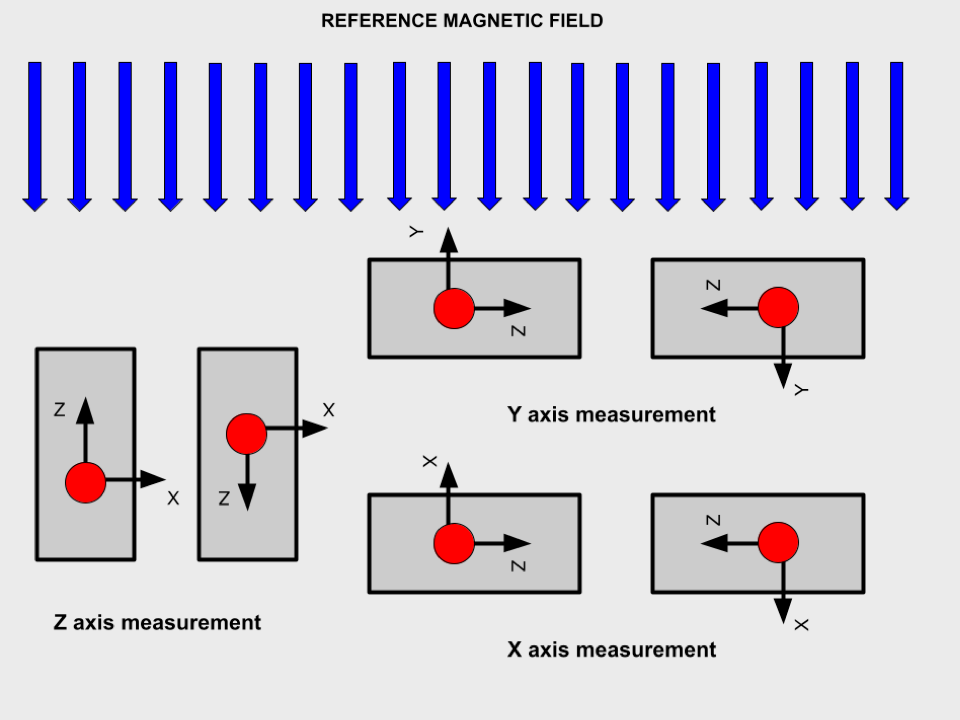 REFERENCE MAGNETIC FIELD
Y
Z
Z
Y
Y axis measurement
Z
X
X
Z
Z axis measurement
X
Z
Z
X
X axis measurement